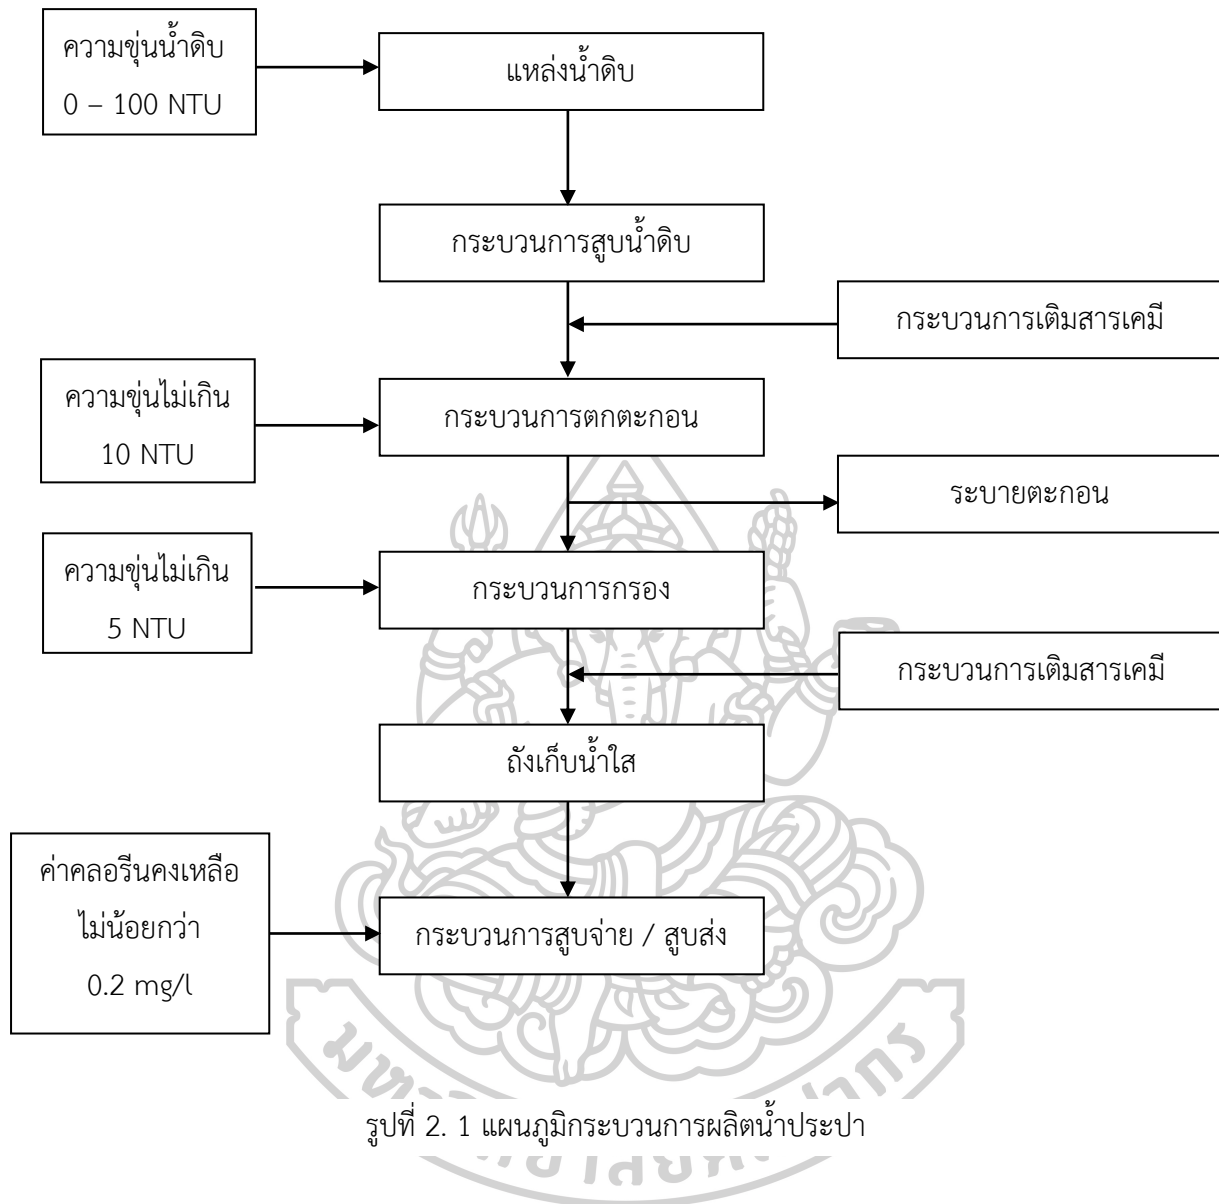 ความขุ่นน้ำดิบ
0 – 100 NTU
แหล่งน้ำดิบ
กระบวนการสูบน้ำดิบ
กระบวนการเติมสารเคมี
ความขุ่นไม่เกิน
10 NTU
กระบวนการตกตะกอน
ระบายตะกอน
ความขุ่นไม่เกิน
5 NTU
กระบวนการกรอง
กระบวนการเติมสารเคมี
ถังเก็บน้ำใส
ค่าคลอรีนคงเหลือ
ไม่น้อยกว่า
0.2 mg/l
กระบวนการสูบจ่าย / สูบส่ง
รูปที่ 2. 1 แผนภูมิกระบวนการผลิตน้ำประปา